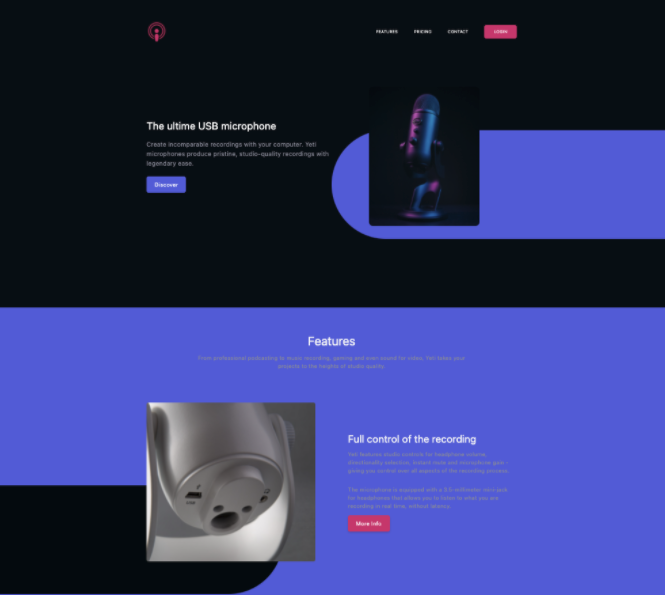 FEATURES PRICING CONTACT LOGIN
The ultime USB microphone
Create incomparable recordings with your computer. Yeti
microphones produce pristine, studio-quality recordings with
legendary ease.
Discover
Features
From professional podcasting to music recording, gaming and even sound for video, Yeti takes your
projects to the heights of studio quality.
USB
Full control of the recording
Yeti features studio controls for headphone volume,
directionality selection, instant mute and microphone gain -
giving you control over all aspects of the recording process.
The microphone is equipped with a 3.5-millimeter mini-jack
for headphones that allows you to listen to what you are
recording in real time, without latency.
More Info